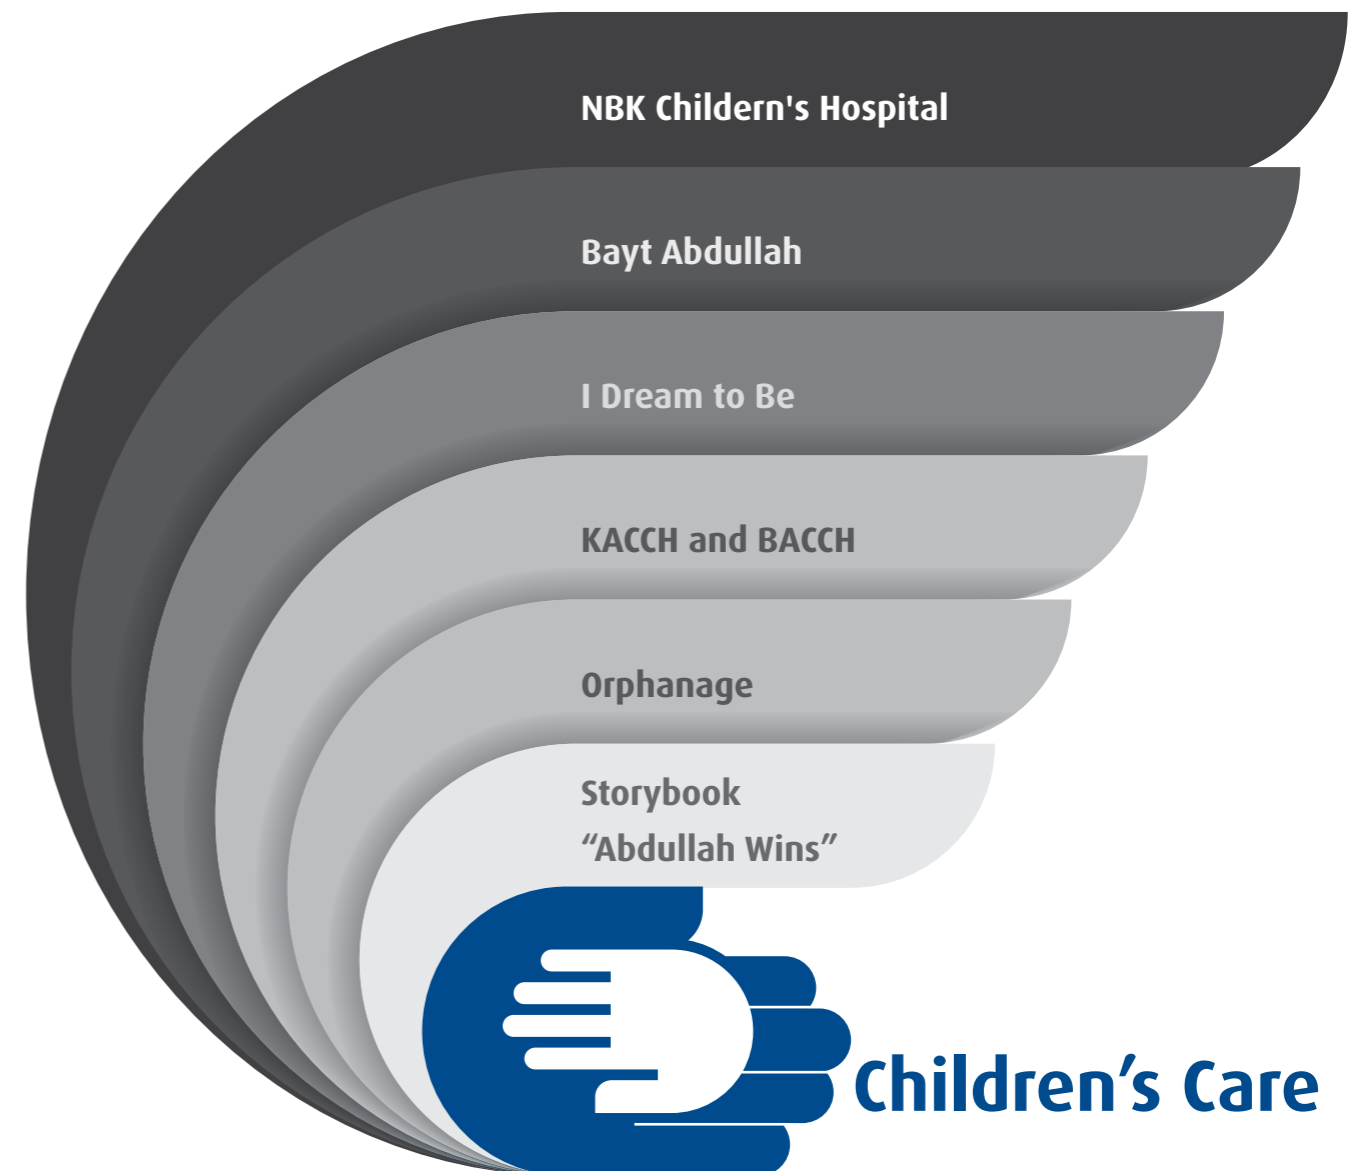 NBK Childern's Hospital
Bayt Abdullah
I Dream to Be
KACCH and BACCH
Orphanage
Storybook
“Abdullah Wins”
Children’s Care